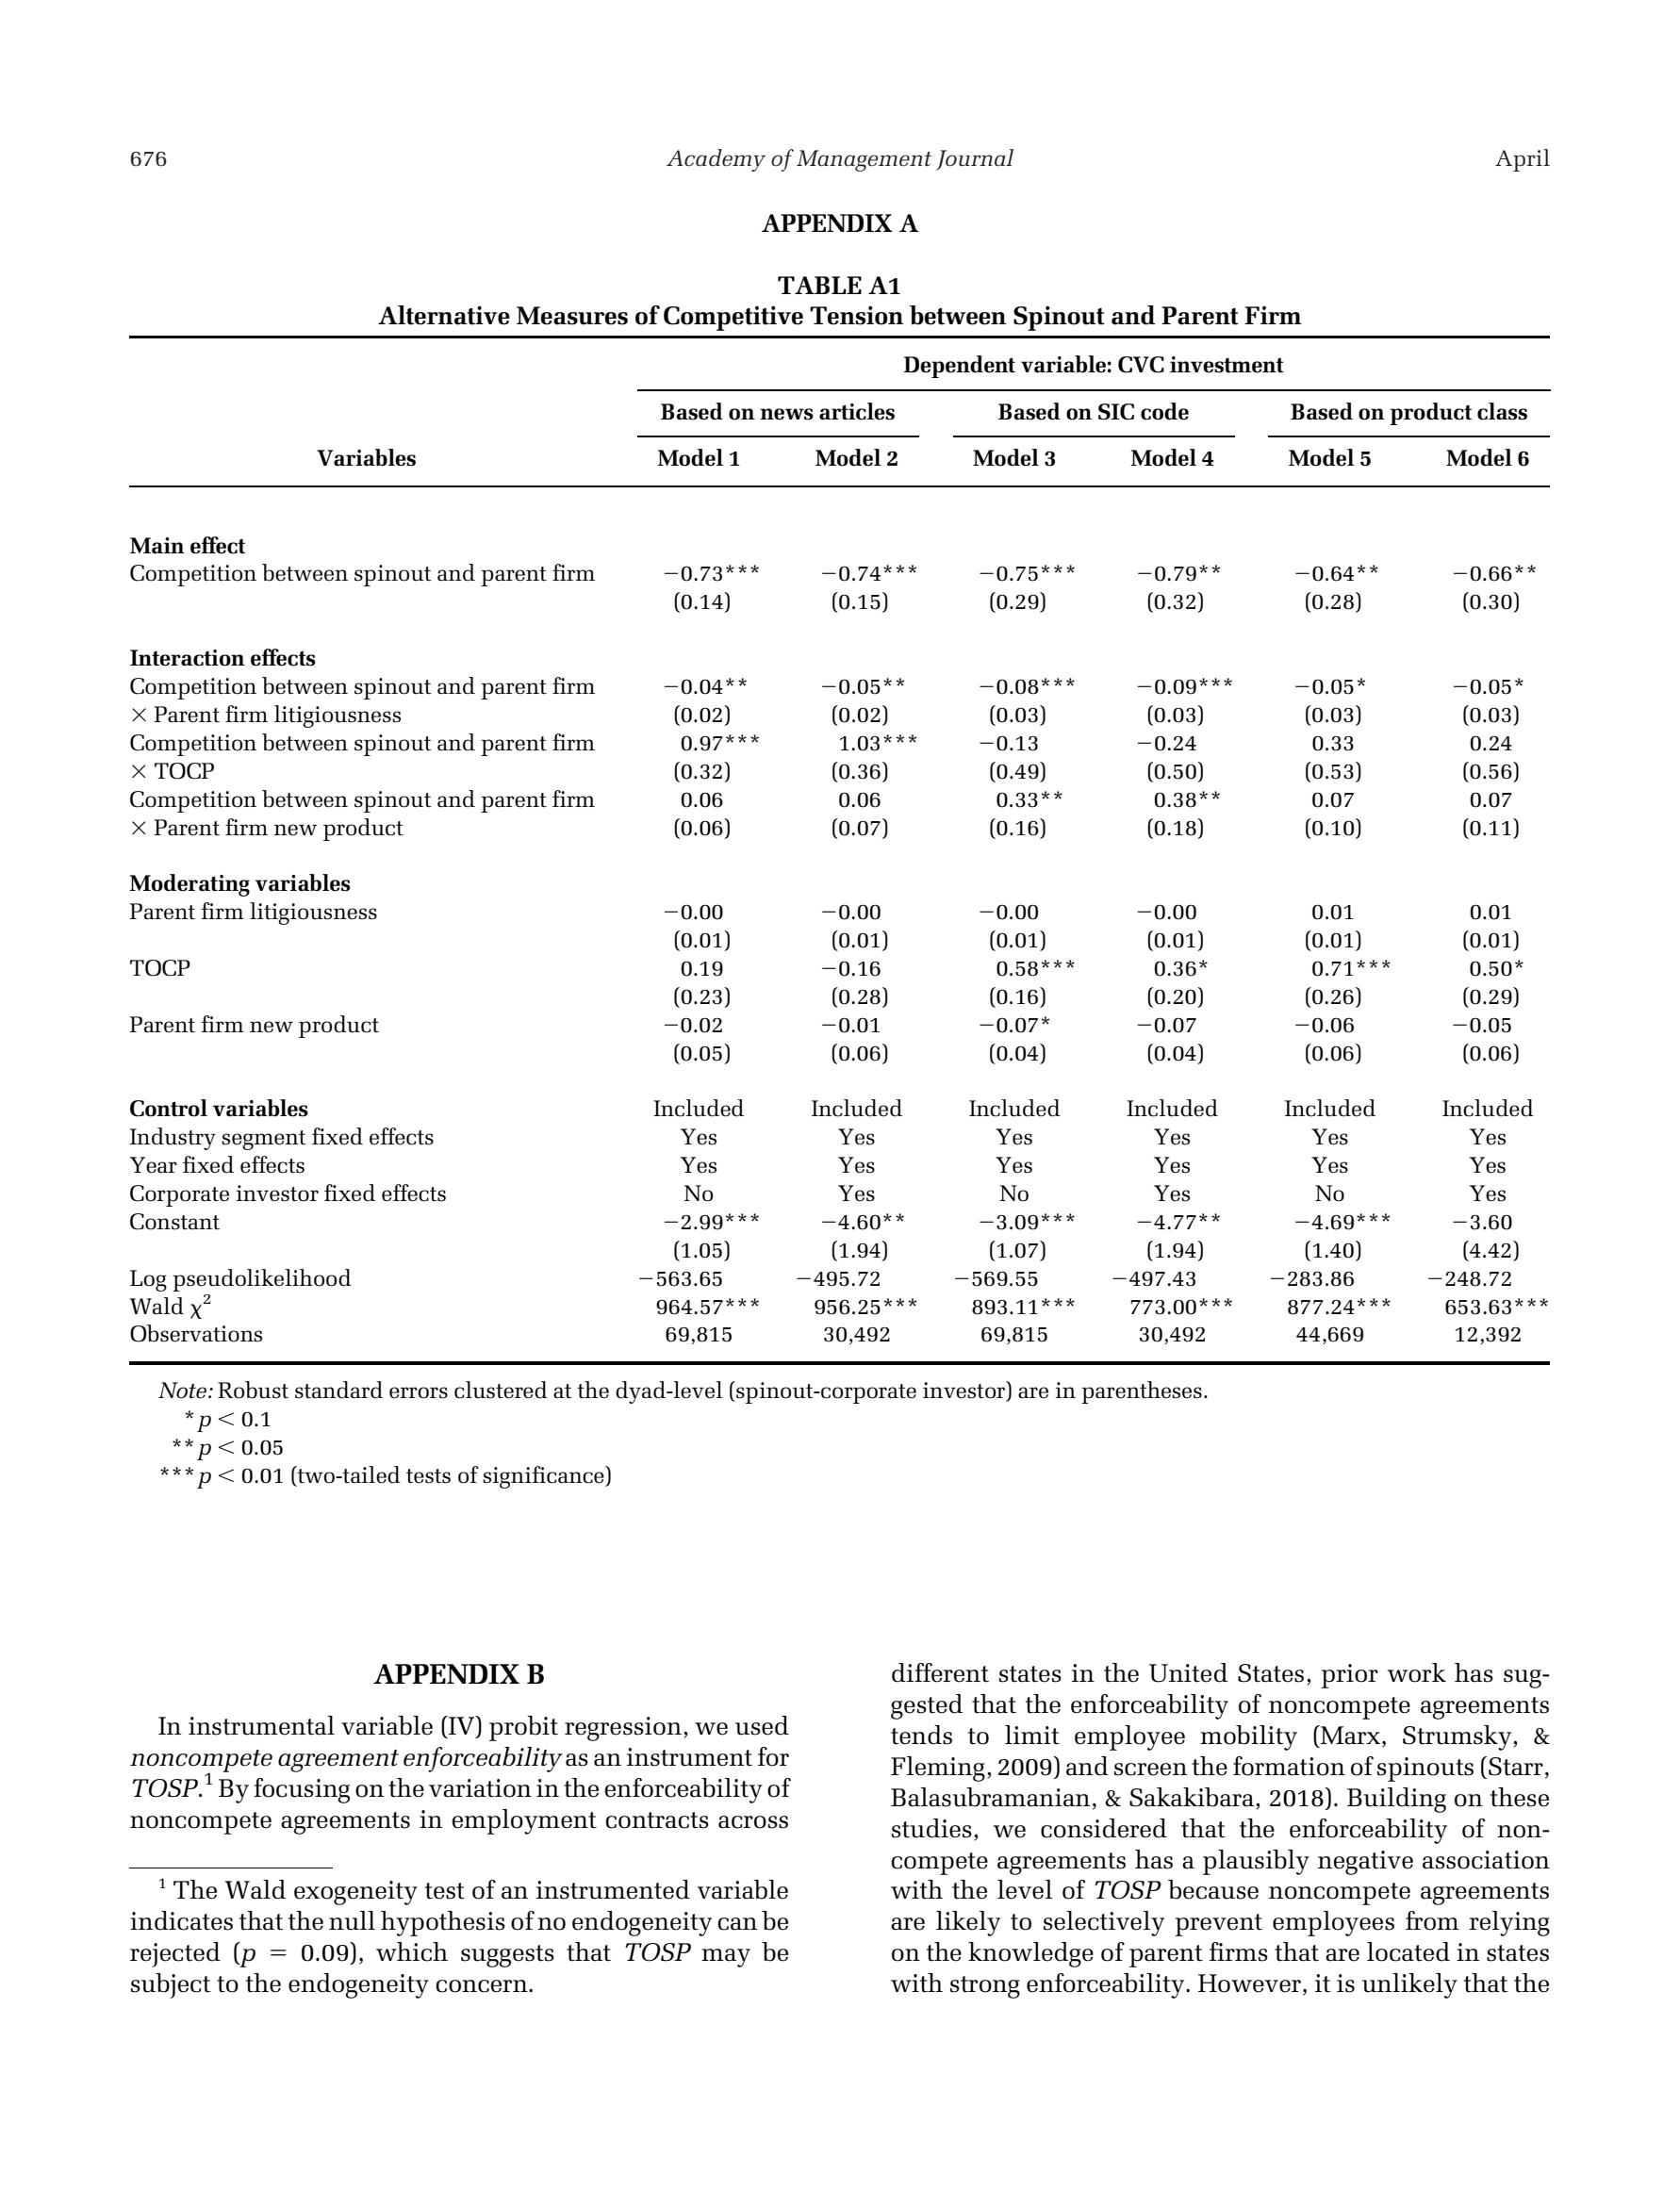 676 Academy of Management Journal April
APPENDIX A
TABLE A1
Alternative Measures of Competitive Tension between Spinout and Parent Firm
Dependent variable: CVC investment
Based on news articles Based on SIC code Based on product class
Variables Model 1 Model 2 Model 3 Model 4 Model 5 Model 6
Main effect
Competition between spinout and parent firm −0.73*** −0.74*** −0.75*** −0.79** −0.64** −0.66**
(0.14) (0.15) (0.29) (0.32) (0.28) (0.30)
Interaction effects
Competition between spinout and parent firm −0.04** −0.05** −0.08*** −0.09*** −0.05* −0.05*
× Parent firm litigiousness (0.02) (0.02) (0.03) (0.03) (0.03) (0.03)
Competition between spinout and parent firm 0.97*** 1.03*** −0.13 −0.24 0.33 0.24
× TOCP (0.32) (0.36) (0.49) (0.50) (0.53) (0.56)
Competition between spinout and parent firm 0.06 0.06 0.33** 0.38** 0.07 0.07
× Parent firm new product (0.06) (0.07) (0.16) (0.18) (0.10) (0.11)
Moderating variables
Parent firm litigiousness −0.00 −0.00 −0.00 −0.00 0.01 0.01
(0.01) (0.01) (0.01) (0.01) (0.01) (0.01)
TOCP 0.19 −0.16 0.58*** 0.36* 0.71*** 0.50*
(0.23) (0.28) (0.16) (0.20) (0.26) (0.29)
Parent firm new product −0.02 −0.01 −0.07* −0.07 −0.06 −0.05
(0.05) (0.06) (0.04) (0.04) (0.06) (0.06)
Control variables Included Included Included Included Included Included
Industry segment fixed effects Yes Yes Yes Yes Yes Yes
Year fixed effects Yes Yes Yes Yes Yes Yes
Corporate investor fixed effects No Yes No Yes No Yes
Constant −2.99*** −4.60** −3.09*** −4.77** −4.69*** −3.60
(1.05) (1.94) (1.07) (1.94) (1.40) (4.42)
Log pseudolikelihood −563.65 −495.72 −569.55 −497.43 −283.86 −248.72
Wald χ² 964.57*** 956.25*** 893.11*** 773.00*** 877.24*** 653.63***
Observations 69,815 30,492 69,815 30,492 44,669 12,392
Note: Robust standard errors clustered at the dyad-level (spinout-corporate investor) are in parentheses.
* p < 0.1
** p < 0.05
*** p < 0.01 (two-tailed tests of significance)
APPENDIX B
In instrumental variable (IV) probit regression, we used
noncompete agreement enforceability as an instrument for
TOSP.¹ By focusing on the variation in the enforceability of
noncompete agreements in employment contracts across
¹ The Wald exogeneity test of an instrumented variable
indicates that the null hypothesis of no endogeneity can be
rejected (p = 0.09), which suggests that TOSP may be
subject to the endogeneity concern.
different states in the United States, prior work has sug-
gested that the enforceability of noncompete agreements
tends to limit employee mobility (Marx, Strumsky, &
Fleming, 2009) and screen the formation of spinouts (Starr,
Balasubramanian, & Sakakibara, 2018). Building on these
studies, we considered that the enforceability of non-
compete agreements has a plausibly negative association
with the level of TOSP because noncompete agreements
are likely to selectively prevent employees from relying
on the knowledge of parent firms that are located in states
with strong enforceability. However, it is unlikely that the